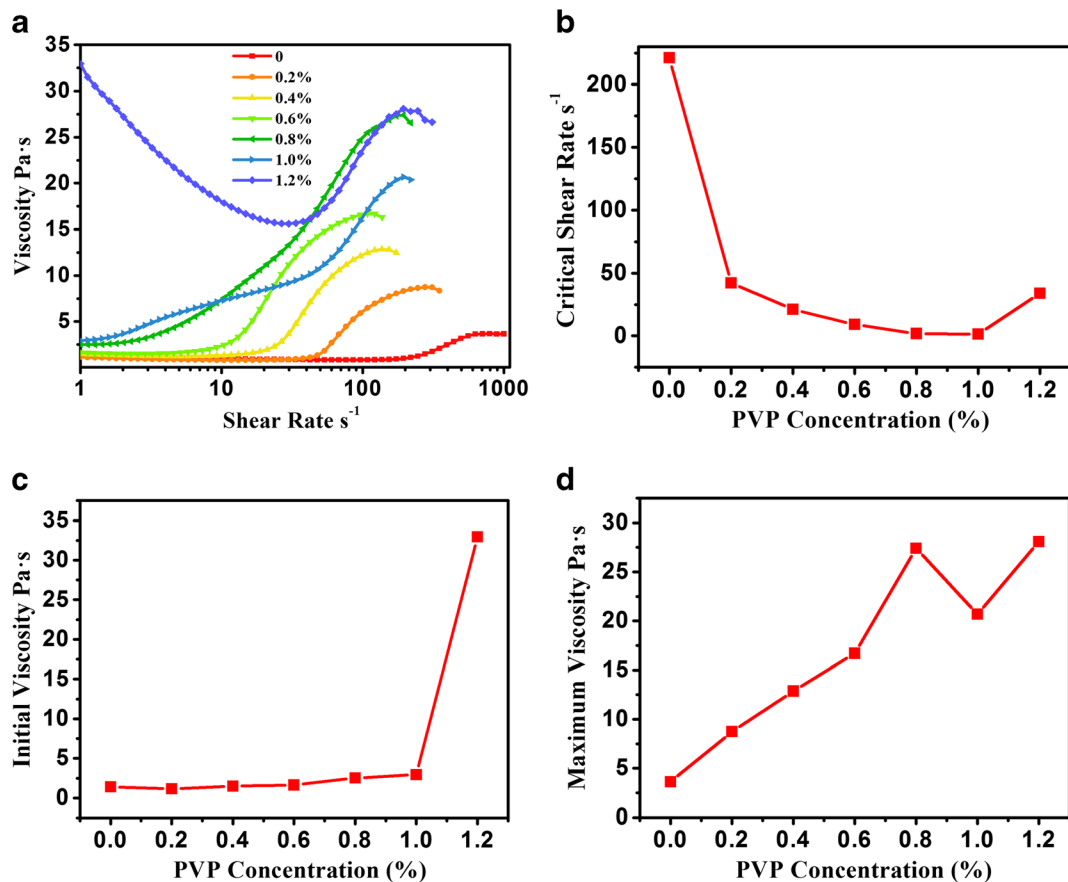 a
Viscosity Pa·s
35
30
25
20
15
10
5
0
0.2%
0.4%
0.6%
0.8%
1.0%
1.2%
1 10 100 1000
Shear Rate s⁻¹
b
Critical Shear Rate s⁻¹
200
150
100
50
0
0.0 0.2 0.4 0.6 0.8 1.0 1.2
PVP Concentration (%)
c
Initial Viscosity Pa·s
35
30
25
20
15
10
5
0
0.0 0.2 0.4 0.6 0.8 1.0 1.2
PVP Concentration (%)
d
Maximum Viscosity Pa·s
30
25
20
15
10
5
0
0.0 0.2 0.4 0.6 0.8 1.0 1.2
PVP Concentration (%)